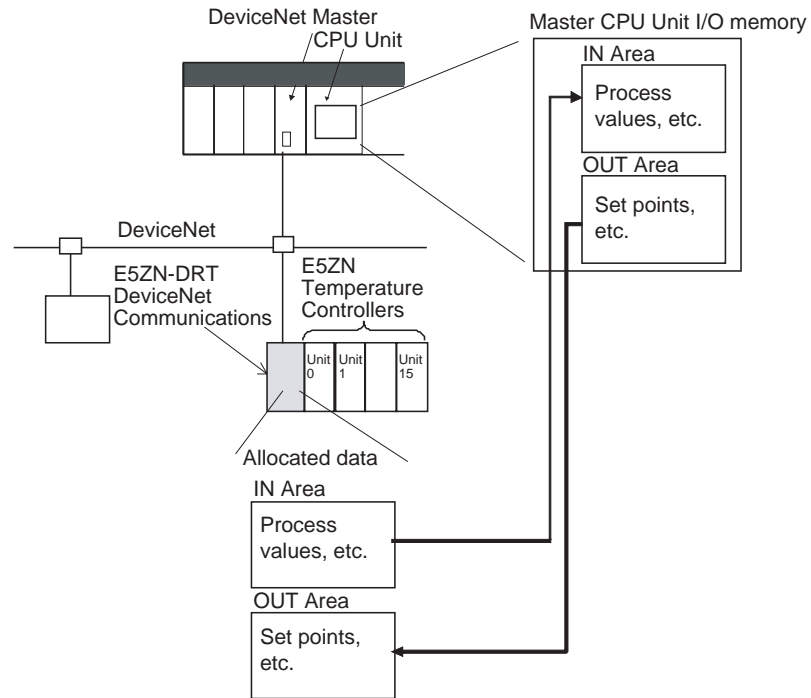 DeviceNet Master
CPU Unit
Master CPU Unit I/O memory
IN Area
Process
values, etc.
OUT Area
Set points,
etc.
DeviceNet
E5ZN-DRT
DeviceNet
Communications
E5ZN
Temperature
Controllers
Unit
0
Unit
1
Unit
15
Allocated data
IN Area
Process
values, etc.
OUT Area
Set points,
etc.